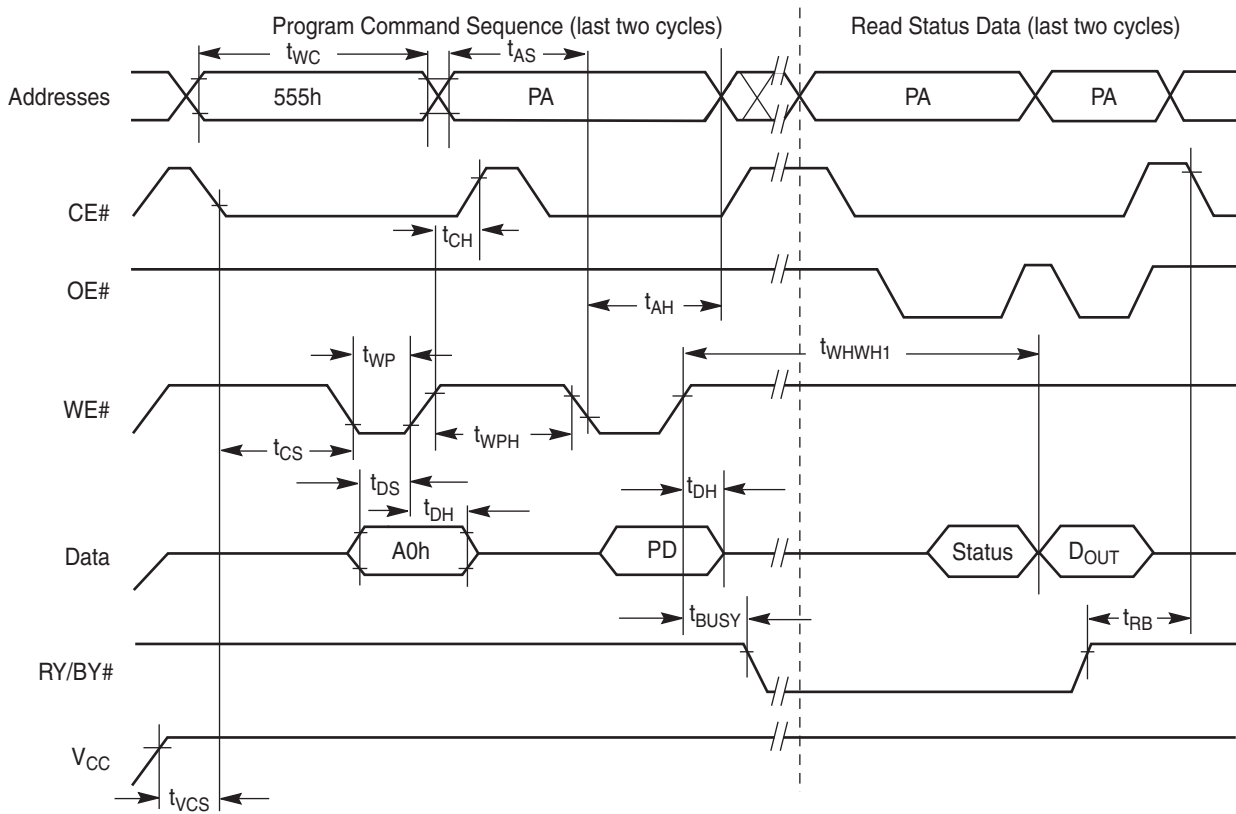 Program Command Sequence (last two cycles)
Read Status Data (last two cycles)
tWC
tAS
Addresses
555h
PA
PA
PA
CE#
tCH
OE#
tAH
tWP
tWHWH1
WE#
tCS
tWPH
tDS
tDH
tDH
Data
A0h
PD
Status
DOUT
tBUSY
tRB
RY/BY#
VCC
tVCS